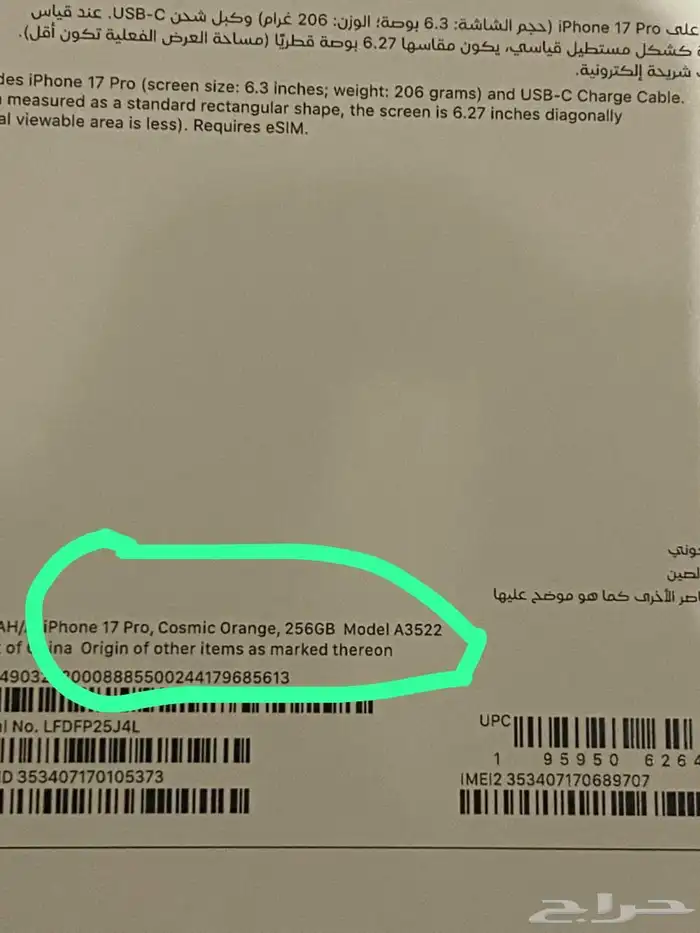 على iPhone 17 Pro (حجم الشاشة: 6.3 بوصة؛ الوزن: 206 غرام) وكبل شحن USB-C. عند قياس
كشكل مستطيل قياسي، يكون مقاسها 6.27 بوصة قطريًا (مساحة العرض الفعلية تكون أقل).
شريحة إلكترونية.
des iPhone 17 Pro (screen size: 6.3 inches; weight: 206 grams) and USB-C Charge Cable.
measured as a standard rectangular shape, the screen is 6.27 inches diagonally
al viewable area is less). Requires eSIM.
الأخرى كما هو موضح عليها
AH/ iPhone 17 Pro, Cosmic Orange, 256GB Model A3522
of ina Origin of other items as marked thereon
0008885500244179685613
No. LFDFP25J4L
UPC
1 95950 6264
ID 353407170105373
IMEI2 353407170689707
حراج